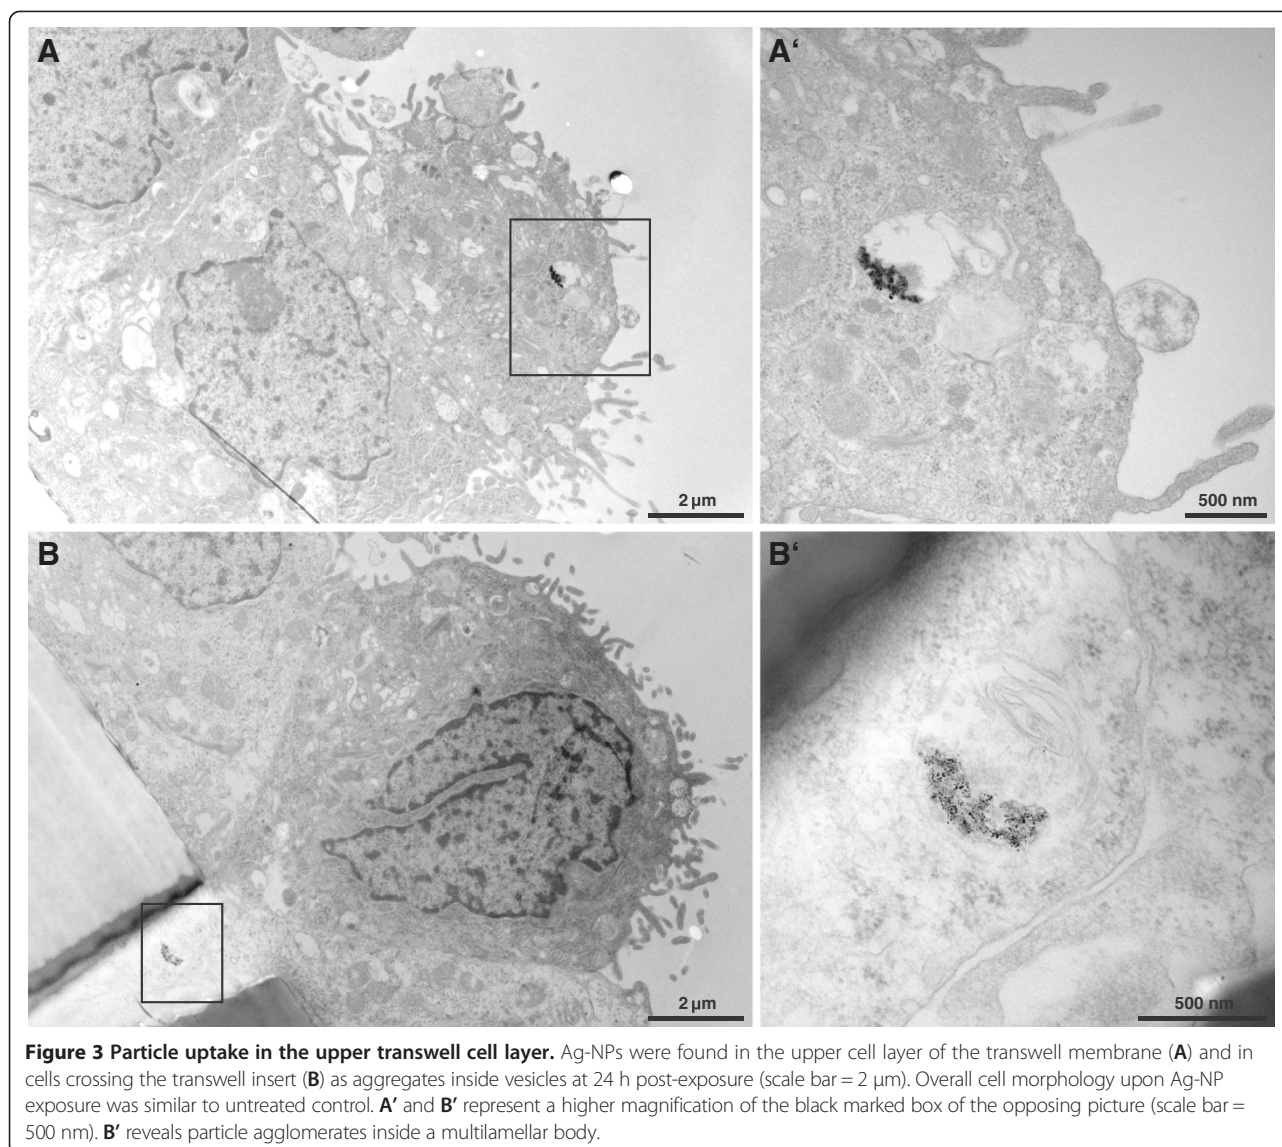 A
A‘
2 µm
500 nm
B
B‘
2 µm
500 nm
Figure 3 Particle uptake in the upper transwell cell layer. Ag-NPs were found in the upper cell layer of the transwell membrane (A) and in
cells crossing the transwell insert (B) as aggregates inside vesicles at 24 h post-exposure (scale bar = 2 μm). Overall cell morphology upon Ag-NP
exposure was similar to untreated control. A′ and B′ represent a higher magnification of the black marked box of the opposing picture (scale bar =
500 nm). B′ reveals particle agglomerates inside a multilamellar body.